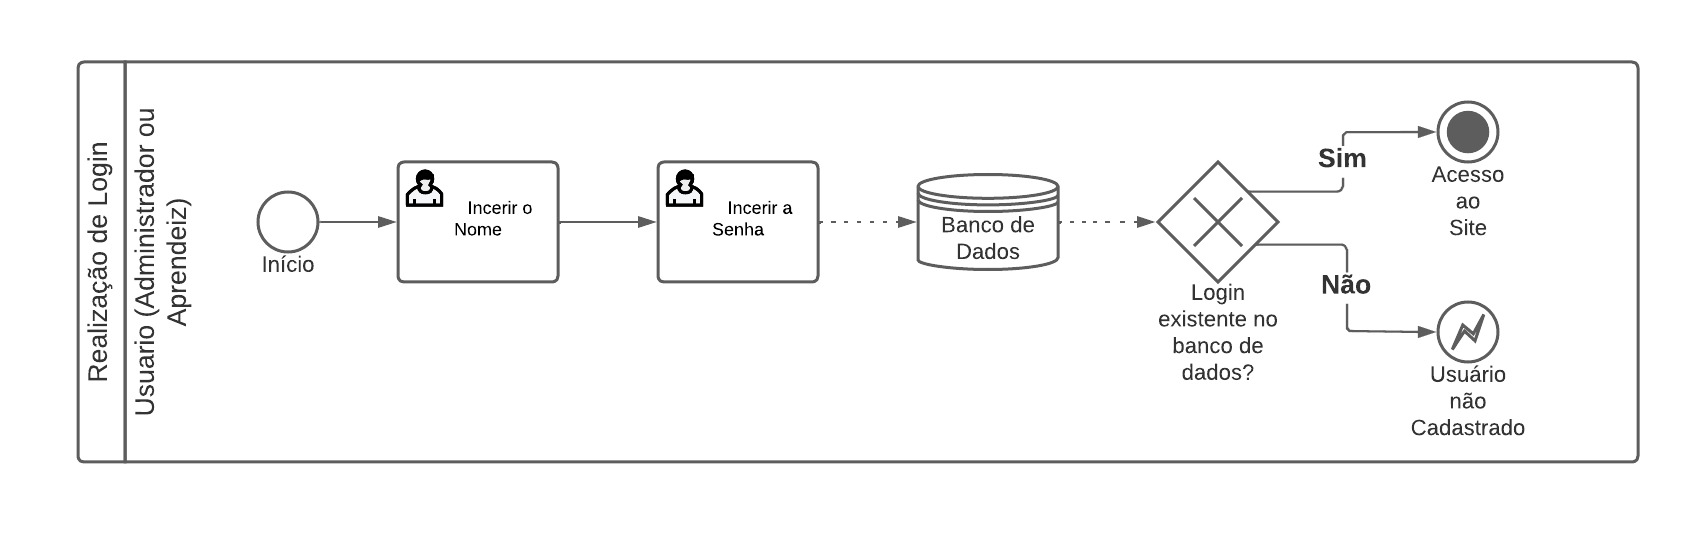 Realização de Login
Usuario (Administrador ou
Aprendeiz)
Início
Incerir o
Nome
Incerir a
Senha
Banco de
Dados
Login
existente no
banco de
dados?
Sim
Não
Acesso
ao
Site
Usuário
não
Cadastrado